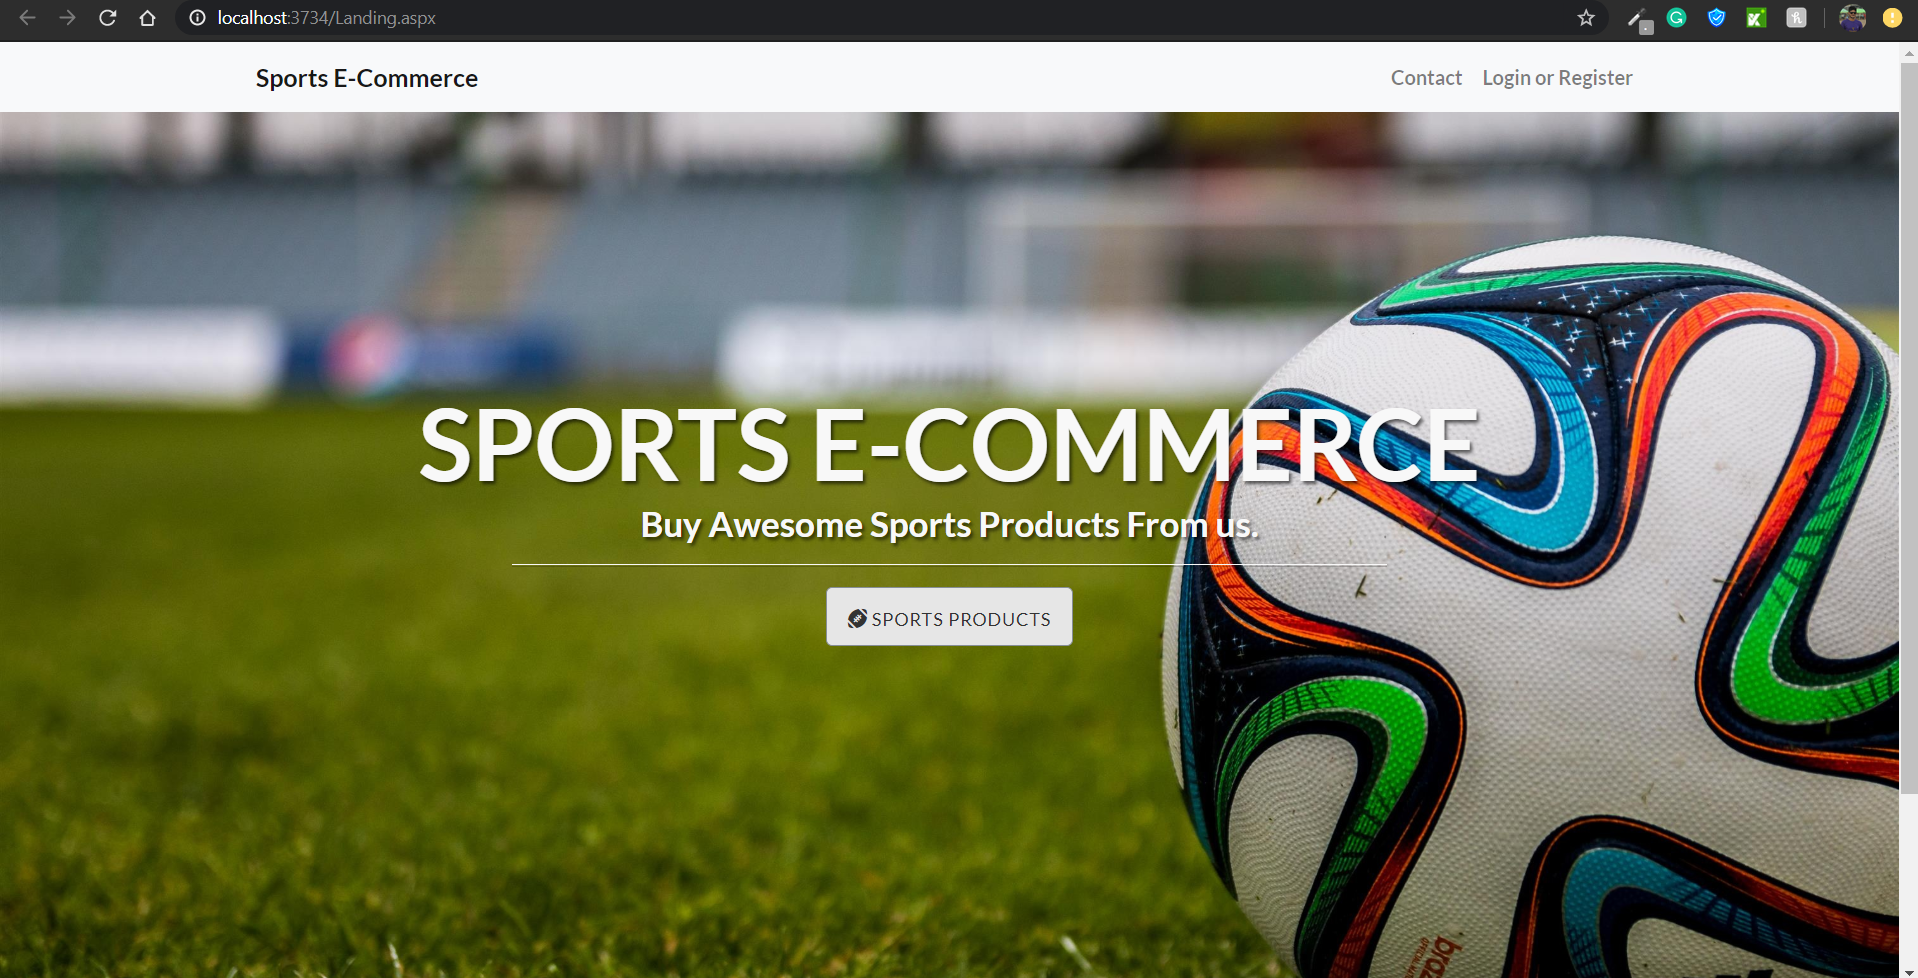 localhost:3734/Landing.aspx
Sports E-Commerce
Contact
Login or Register
SPORTS E-COMMERCE
Buy Awesome Sports Products From us.
SPORTS PRODUCTS